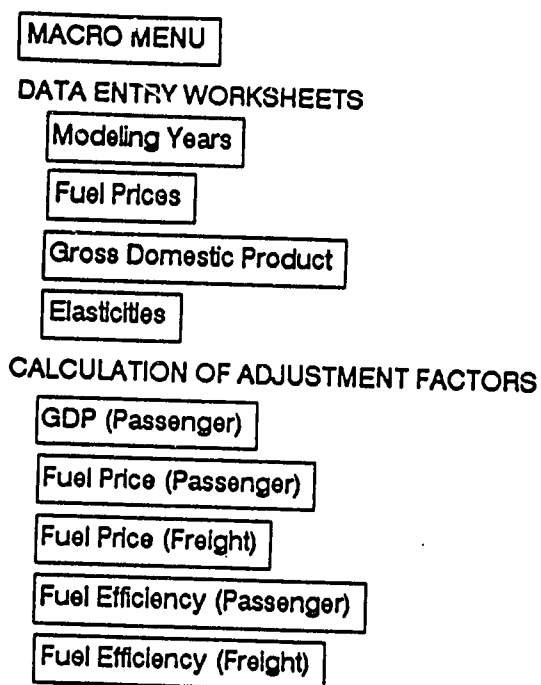 MACRO MENU
DATA ENTRY WORKSHEETS
Modeling Years
Fuel Prices
Gross Domestic Product
Elasticities
CALCULATION OF ADJUSTMENT FACTORS
GDP (Passenger)
Fuel Price (Passenger)
Fuel Price (Freight)
Fuel Efficiency (Passenger)
Fuel Efficiency (Freight)